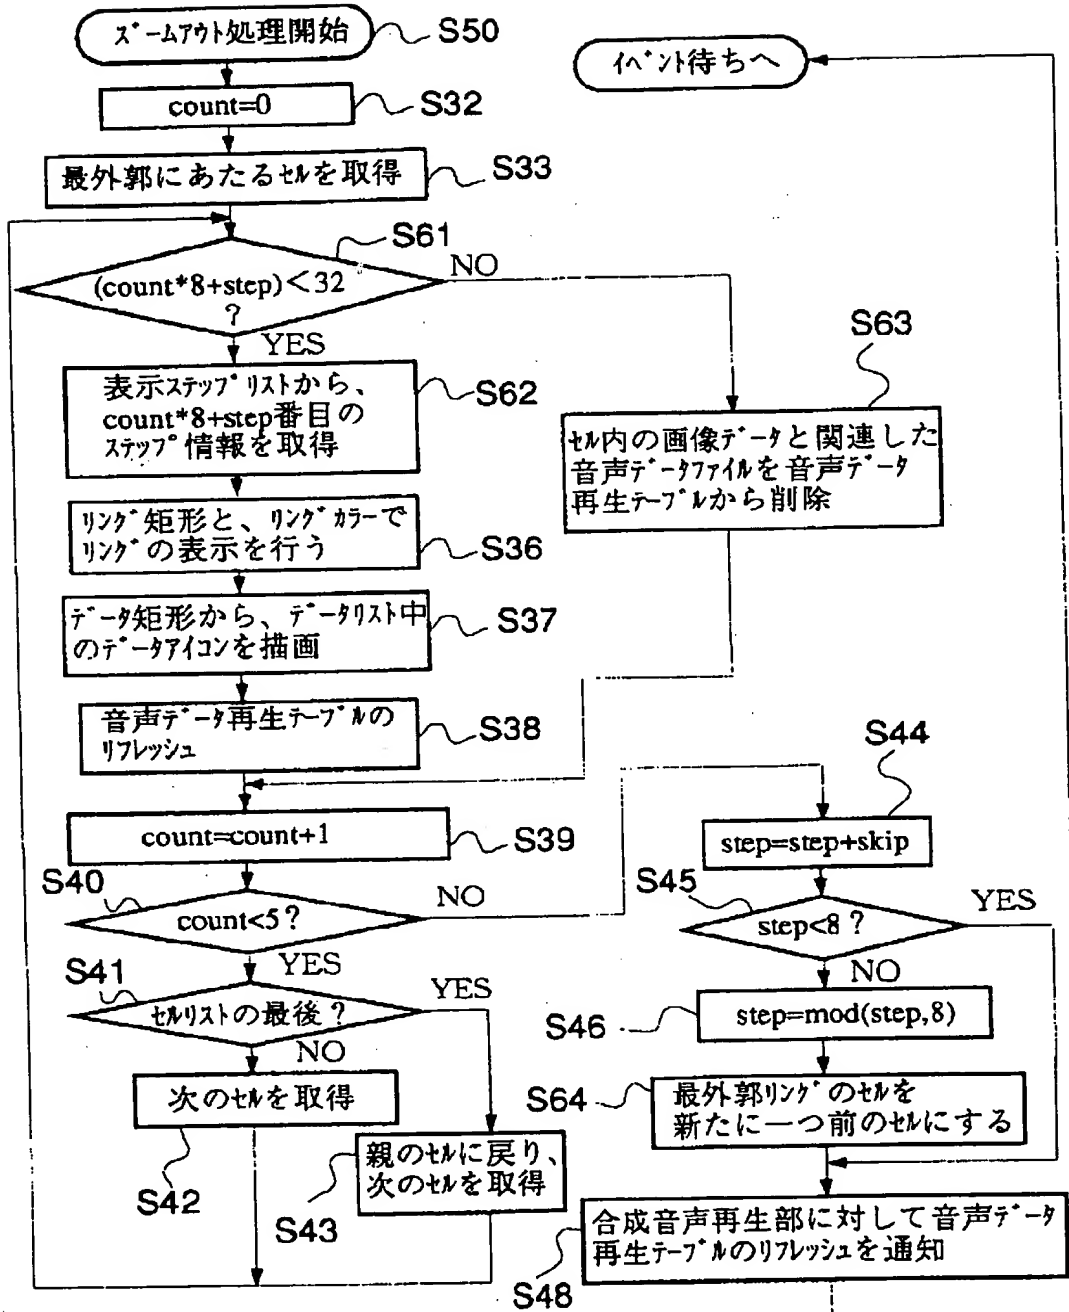 ズームアウト処理開始
S50
イベント待ちへ
count=0
S32
最外郭にあたるセルを取得
S33
S61
(count*8+step)<32
?
NO
YES
表示ステップリストから、
count*8+step番目の
ステップ情報を取得
S62
S63
セル内の画像データと関連した
音声データファイルを音声データ
再生テーブルから削除
リング矩形と、リングカラーで
リングの表示を行う
S36
データ矩形から、データリスト中
のデータアイコンを描画
S37
音声データ再生テーブルの
リフレッシュ
S38
count=count+1
S39
S40
count<5?
NO
YES
S41
セルリストの最後?
YES
NO
次のセルを取得
S42
親のセルに戻り、
次のセルを取得
S43
S44
step=step+skip
S45
step<8?
YES
NO
step=mod(step,8)
S46
最外郭リングのセルを
新たに一つ前のセルにする
S64
合成音声再生部に対して音声データ
再生テーブルのリフレッシュを通知
S48